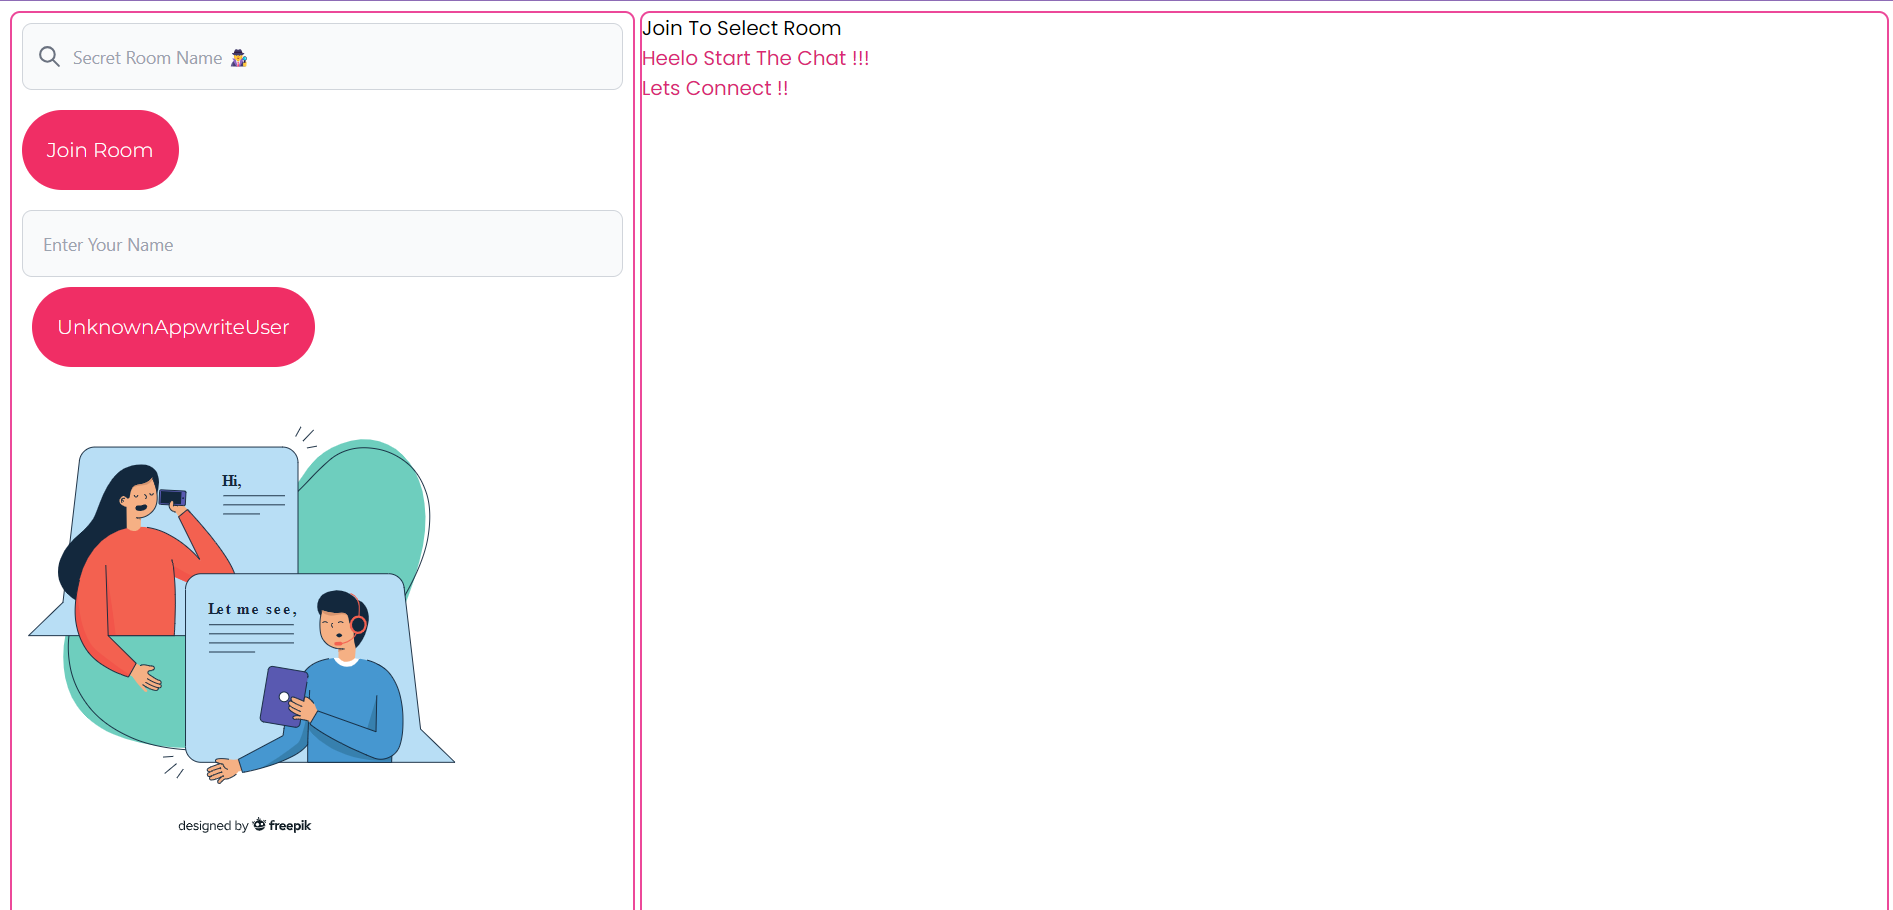 Secret Room Name 🕵️‍♀️
Join Room
Enter Your Name
UnknownAppwriteUser
Hi,
Let me see,
designed by freepik
Join To Select Room
Heelo Start The Chat !!!
Lets Connect !!